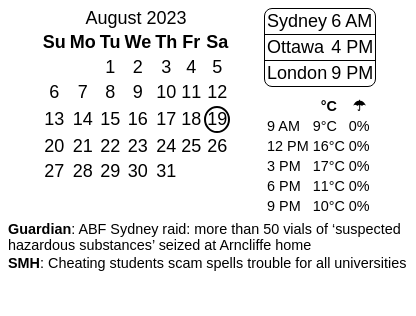 August 2023
Su Mo Tu We Th Fr Sa
1 2 3 4 5
6 7 8 9 10 11 12
13 14 15 16 17 18 19
20 21 22 23 24 25 26
27 28 29 30 31
Sydney 6 AM
Ottawa 4 PM
London 9 PM
°C ☂
9 AM 9°C 0%
12 PM 16°C 0%
3 PM 17°C 0%
6 PM 11°C 0%
9 PM 10°C 0%
Guardian: ABF Sydney raid: more than 50 vials of ‘suspected
hazardous substances’ seized at Arncliffe home
SMH: Cheating students scam spells trouble for all universities